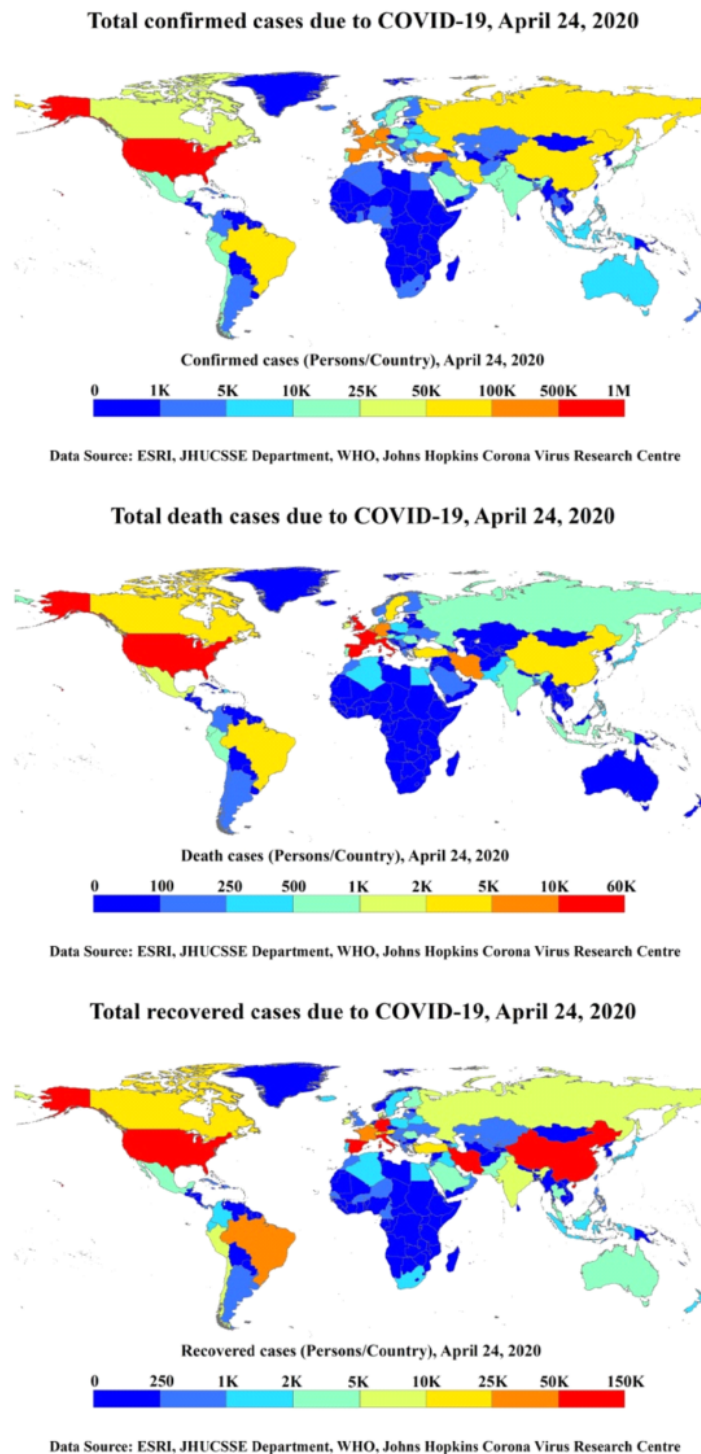 Total confirmed cases due to COVID-19, April 24, 2020
Confirmed cases (Persons/Country), April 24, 2020
0 1K 5K 10K 25K 50K 100K 500K 1M
Data Source: ESRI, JHUCSSE Department, WHO, Johns Hopkins Corona Virus Research Centre
Total death cases due to COVID-19, April 24, 2020
Death cases (Persons/Country), April 24, 2020
0 100 250 500 1K 2K 5K 10K 60K
Data Source: ESRI, JHUCSSE Department, WHO, Johns Hopkins Corona Virus Research Centre
Total recovered cases due to COVID-19, April 24, 2020
Recovered cases (Persons/Country), April 24, 2020
0 250 1K 2K 5K 10K 25K 50K 150K
Data Source: ESRI, JHUCSSE Department, WHO, Johns Hopkins Corona Virus Research Centre